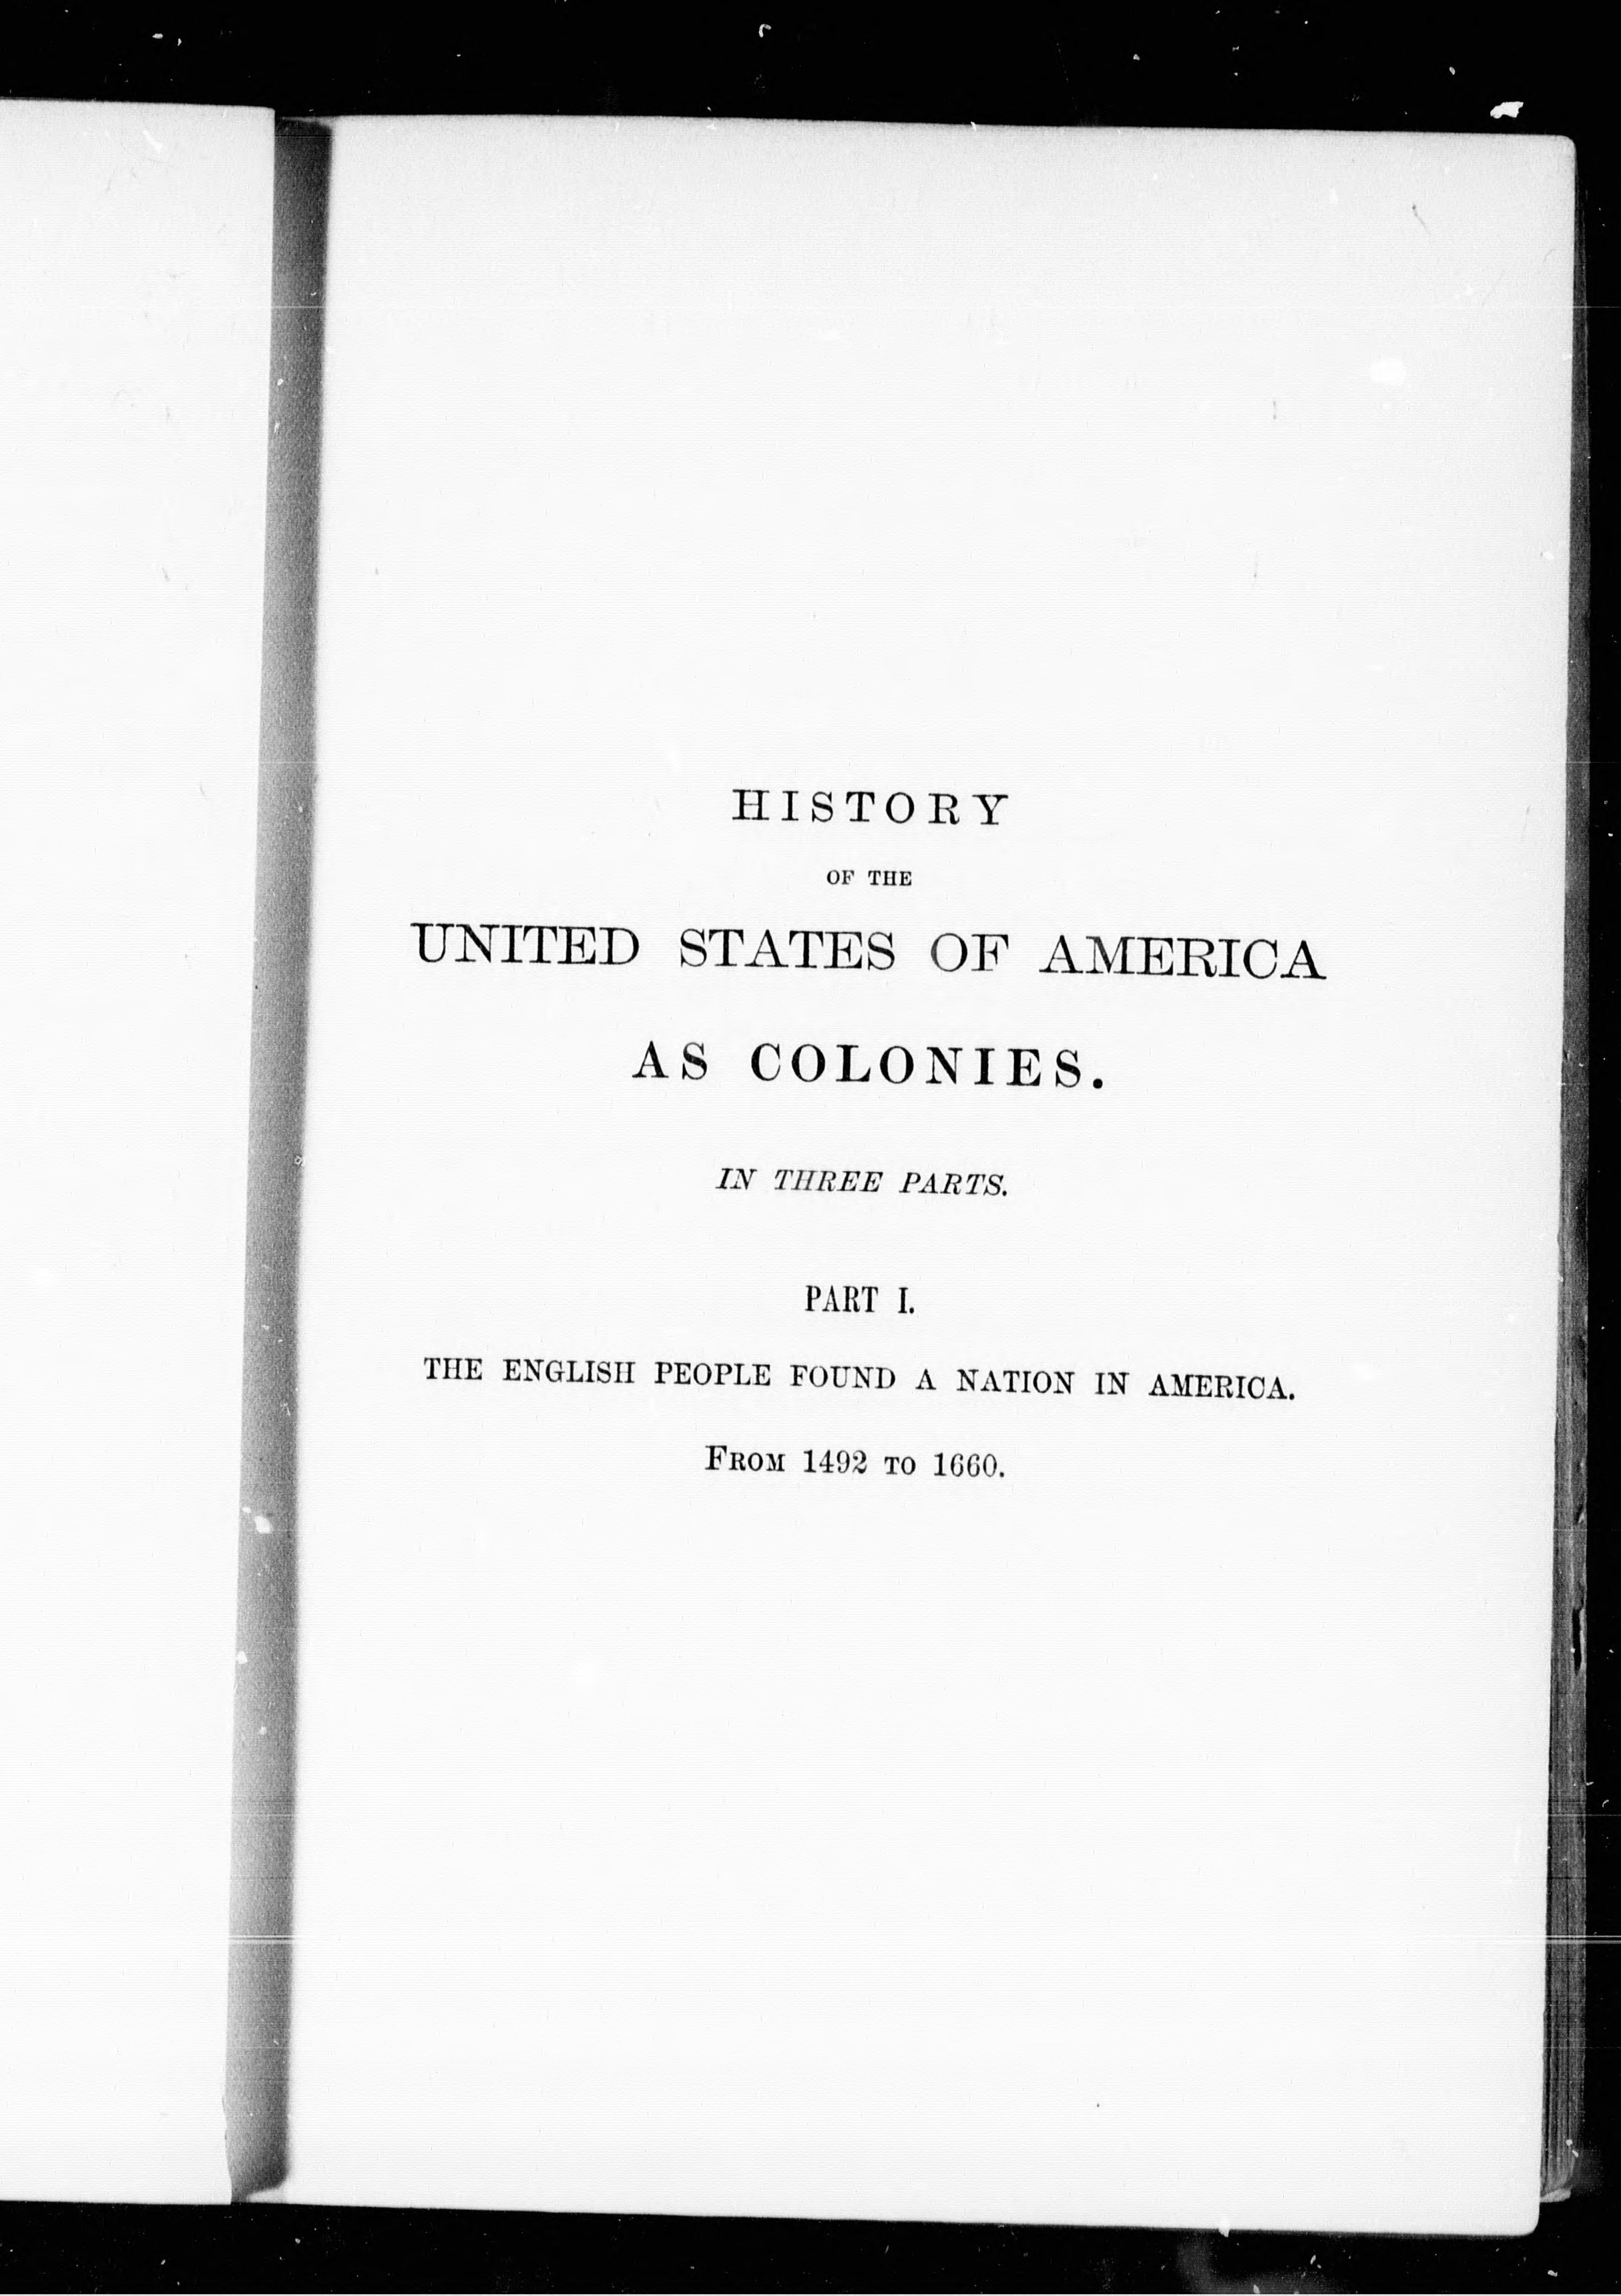 HISTORY
OF THE
UNITED STATES OF AMERICA
AS COLONIES.
IN THREE PARTS.
PART I.
THE ENGLISH PEOPLE FOUND A NATION IN AMERICA.
FROM 1492 TO 1660.